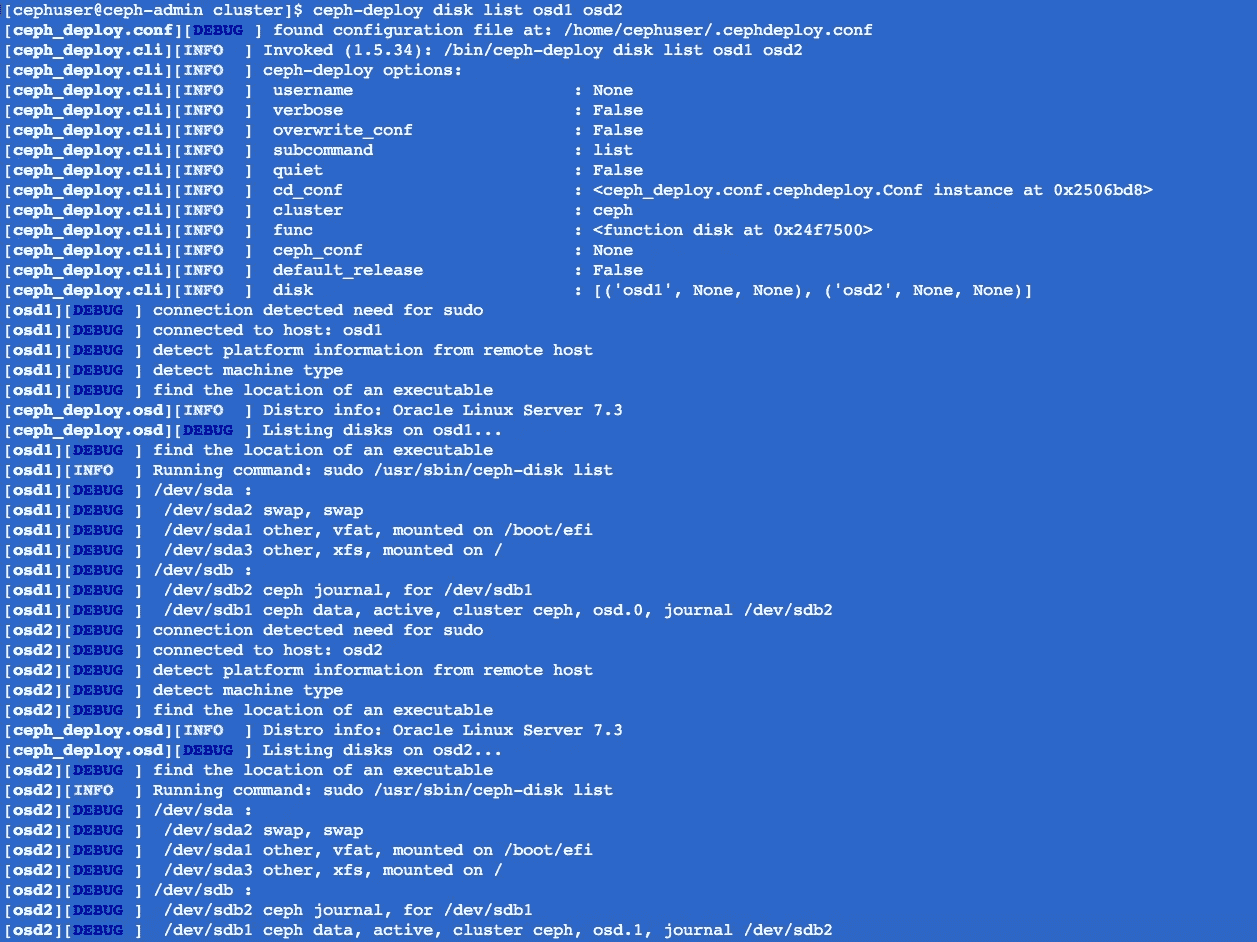 [cephuser@ceph-admin cluster]$ ceph-deploy disk list osd1 osd2
[ceph_deploy.conf][DEBUG ] found configuration file at: /home/cephuser/.cephdeploy.conf
[ceph_deploy.cli][INFO  ] Invoked (1.5.34): /bin/ceph-deploy disk list osd1 osd2
[ceph_deploy.cli][INFO  ] ceph-deploy options:
[ceph_deploy.cli][INFO  ]  username                      : None
[ceph_deploy.cli][INFO  ]  verbose                       : False
[ceph_deploy.cli][INFO  ]  overwrite_conf                : False
[ceph_deploy.cli][INFO  ]  subcommand                    : list
[ceph_deploy.cli][INFO  ]  quiet                         : False
[ceph_deploy.cli][INFO  ]  cd_conf                       : <ceph_deploy.conf.cephdeploy.Conf instance at 0x2506bd8>
[ceph_deploy.cli][INFO  ]  cluster                       : ceph
[ceph_deploy.cli][INFO  ]  func                          : <function disk at 0x24f7500>
[ceph_deploy.cli][INFO  ]  ceph_conf                     : None
[ceph_deploy.cli][INFO  ]  default_release               : False
[ceph_deploy.cli][INFO  ]  disk                          : [('osd1', None, None), ('osd2', None, None)]
[osd1][DEBUG ] connection detected need for sudo
[osd1][DEBUG ] connected to host: osd1
[osd1][DEBUG ] detect platform information from remote host
[osd1][DEBUG ] detect machine type
[osd1][DEBUG ] find the location of an executable
[ceph_deploy.osd][INFO  ] Distro info: Oracle Linux Server 7.3
[ceph_deploy.osd][DEBUG ] Listing disks on osd1...
[osd1][DEBUG ] find the location of an executable
[osd1][INFO  ] Running command: sudo /usr/sbin/ceph-disk list
[osd1][DEBUG ] /dev/sda :
[osd1][DEBUG ]  /dev/sda2 swap, swap
[osd1][DEBUG ]  /dev/sda1 other, vfat, mounted on /boot/efi
[osd1][DEBUG ]  /dev/sda3 other, xfs, mounted on /
[osd1][DEBUG ] /dev/sdb :
[osd1][DEBUG ]  /dev/sdb2 ceph journal, for /dev/sdb1
[osd1][DEBUG ]  /dev/sdb1 ceph data, active, cluster ceph, osd.0, journal /dev/sdb2
[osd2][DEBUG ] connection detected need for sudo
[osd2][DEBUG ] connected to host: osd2
[osd2][DEBUG ] detect platform information from remote host
[osd2][DEBUG ] detect machine type
[osd2][DEBUG ] find the location of an executable
[ceph_deploy.osd][INFO  ] Distro info: Oracle Linux Server 7.3
[ceph_deploy.osd][DEBUG ] Listing disks on osd2...
[osd2][DEBUG ] find the location of an executable
[osd2][INFO  ] Running command: sudo /usr/sbin/ceph-disk list
[osd2][DEBUG ] /dev/sda :
[osd2][DEBUG ]  /dev/sda2 swap, swap
[osd2][DEBUG ]  /dev/sda1 other, vfat, mounted on /boot/efi
[osd2][DEBUG ]  /dev/sda3 other, xfs, mounted on /
[osd2][DEBUG ] /dev/sdb :
[osd2][DEBUG ]  /dev/sdb2 ceph journal, for /dev/sdb1
[osd2][DEBUG ]  /dev/sdb1 ceph data, active, cluster ceph, osd.1, journal /dev/sdb2